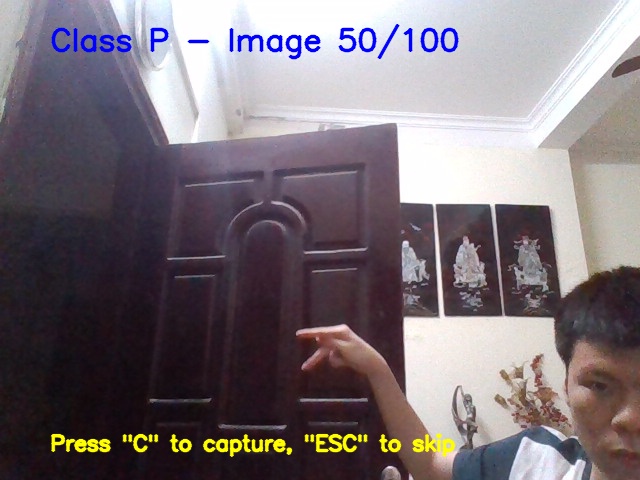 Class P - Image 50/100
Press "C" to capture, "ESC" to skip